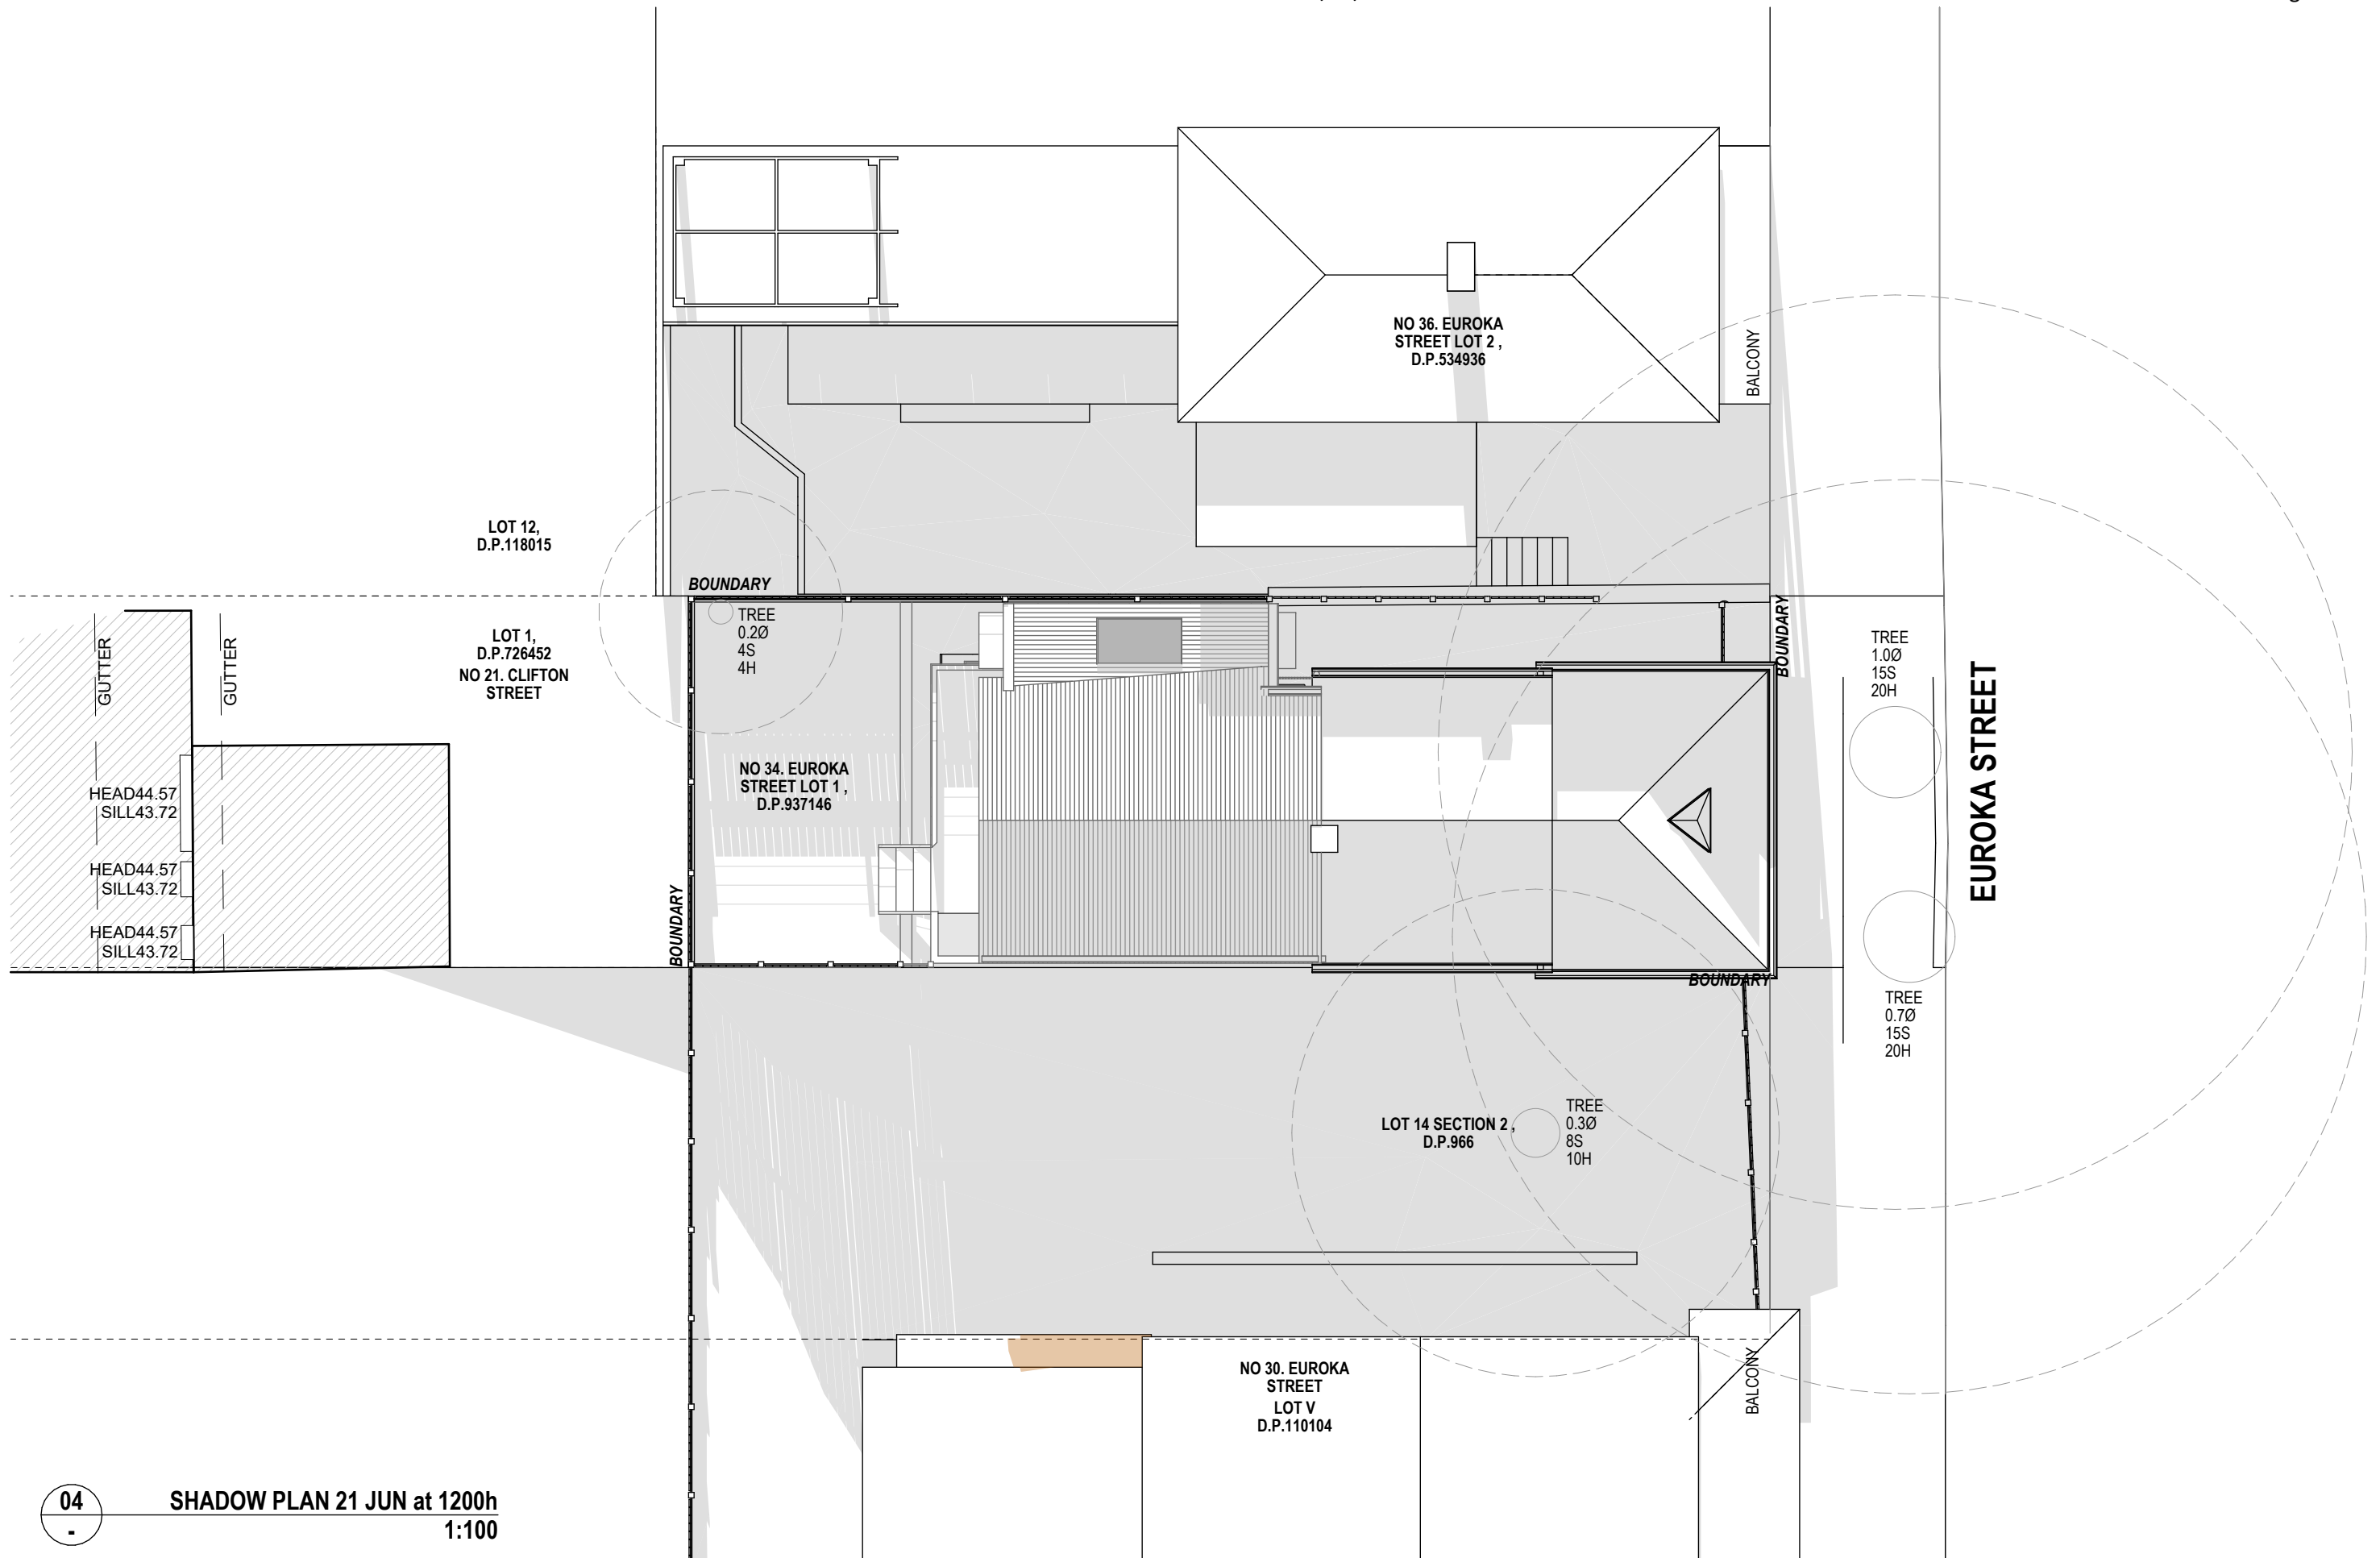 NO 36. EUROKA
STREET LOT 2 ,
D.P.534936
BALCONY
LOT 12,
D.P.118015
BOUNDARY
TREE
0.2Ø
4S
4H
LOT 1,
D.P.726452
NO 21. CLIFTON
STREET
GUTTER
GUTTER
BOUNDARY
TREE
1.0Ø
15S
20H
EUROKA STREET
NO 34. EUROKA
STREET LOT 1 ,
D.P.937146
HEAD44.57
SILL43.72
HEAD44.57
SILL43.72
HEAD44.57
SILL43.72
BOUNDARY
BOUNDARY
TREE
0.7Ø
15S
20H
LOT 14 SECTION 2 ,
D.P.966
TREE
0.3Ø
8S
10H
NO 30. EUROKA
STREET
LOT V
D.P.110104
BALCONY
04
-
SHADOW PLAN 21 JUN at 1200h
1:100